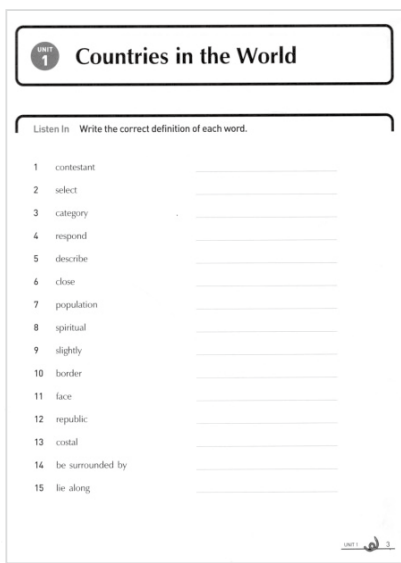 UNIT
1
Countries in the World
Listen In Write the correct definition of each word.
1 contestant
2 select
3 category
4 respond
5 describe
6 close
7 population
8 spiritual
9 slightly
10 border
11 face
12 republic
13 costal
14 be surrounded by
15 lie along
UNIT 1 3